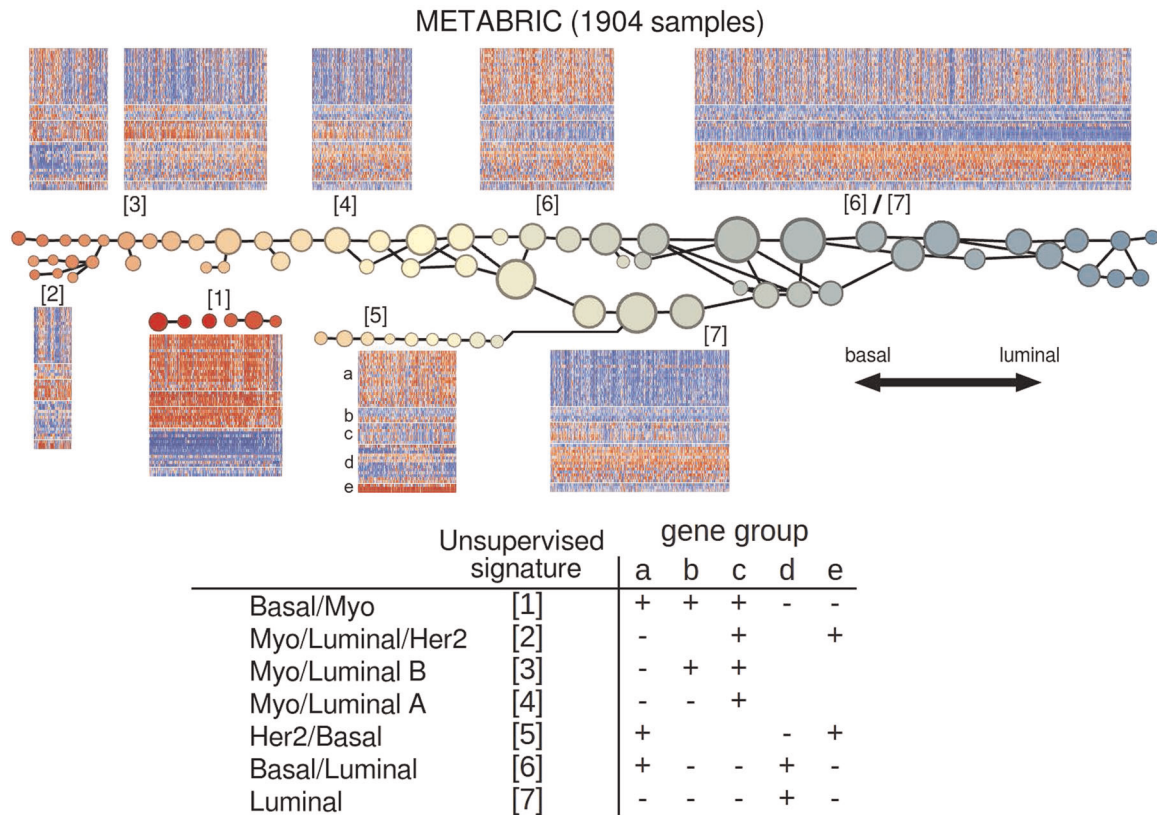 METABRIC (1904 samples)
[3]
[4]
[6]
[6] / [7]
[2]
[1]
[5]
[7]
basal
luminal
a
b
c
d
e
Unsupervised signature
gene group
a b c d e
Basal/Myo [1] + + + - -
Myo/Luminal/Her2 [2] - + +
Myo/Luminal B [3] - + +
Myo/Luminal A [4] - - +
Her2/Basal [5] + - +
Basal/Luminal [6] + - - + -
Luminal [7] - - - + -